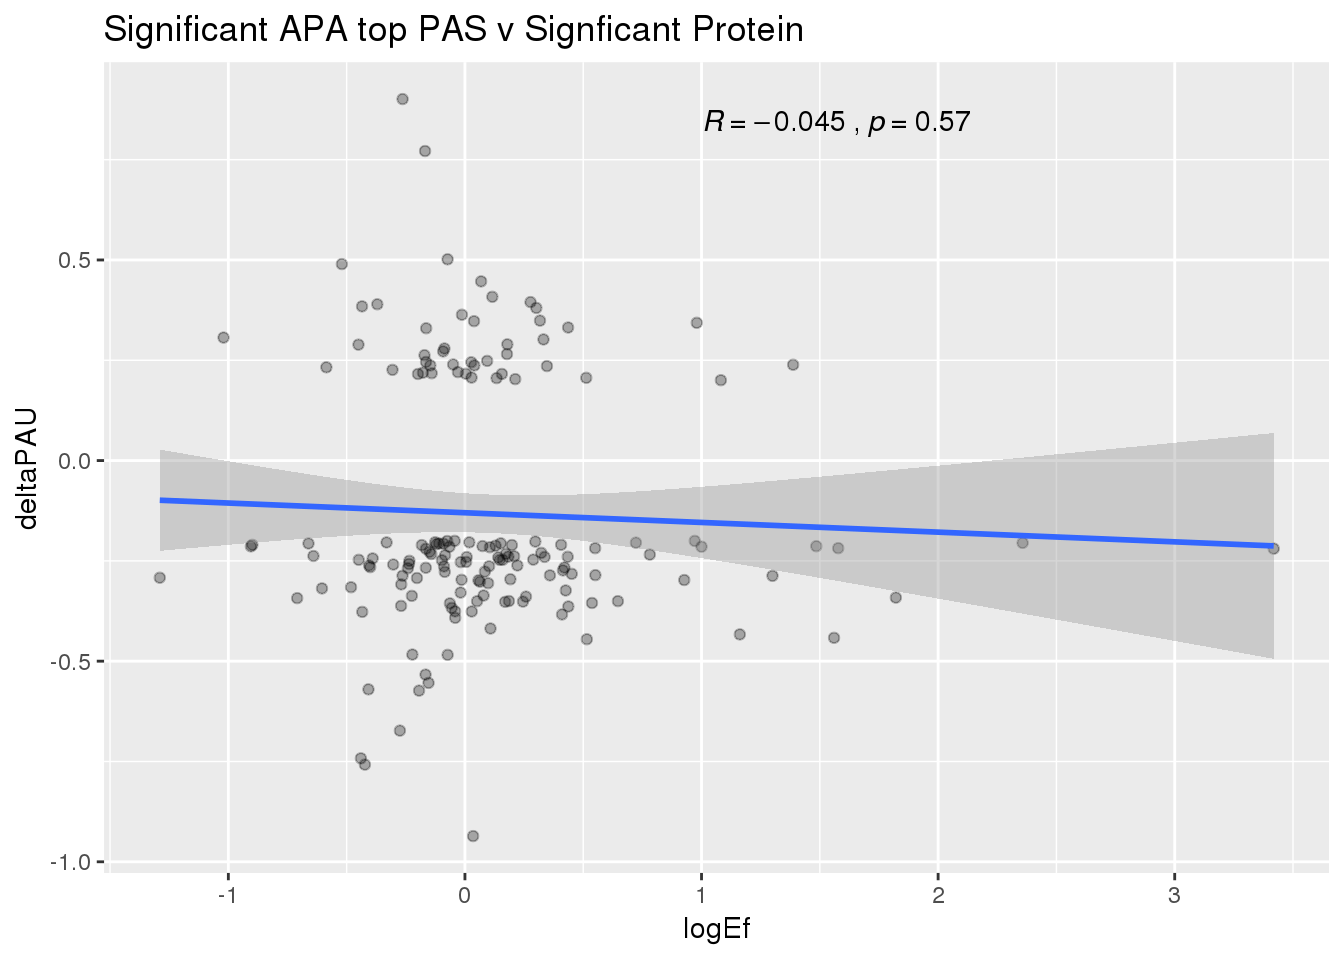 Significant APA top PAS v Signficant Protein
R = −0.045 , p = 0.57
deltaPAU
0.5
0.0
-0.5
-1.0
-1 0 1 2 3
logEf